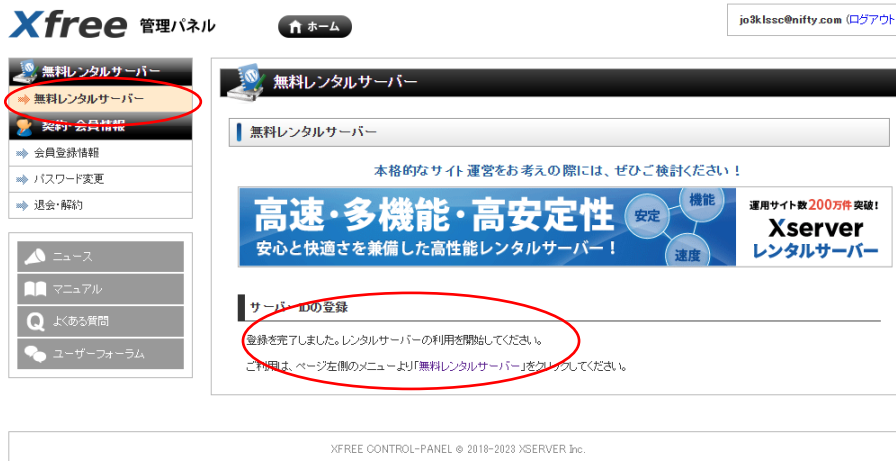 Xfree 管理パネル
ホーム
jo3klssc@nifty.com (ログアウト
無料レンタルサーバー
無料レンタルサーバー
契約・会員情報
会員登録情報
パスワード変更
退会・解約
ニュース
マニュアル
よくある質問
ユーザーフォーラム
無料レンタルサーバー
無料レンタルサーバー
本格的なサイト運営をお考えの際には、ぜひご検討ください！
高速・多機能・高安定性
安心と快適さを兼備した高性能レンタルサーバー！
安定
機能
速度
運用サイト数200万件突破!
Xserver
レンタルサーバー
サーバーIDの登録
登録を完了しました。レンタルサーバーの利用を開始してください。
ご利用は、ページ左側のメニューより「無料レンタルサーバー」をクリックしてください。
XFREE CONTROL-PANEL © 2018-2023 XSERVER Inc.